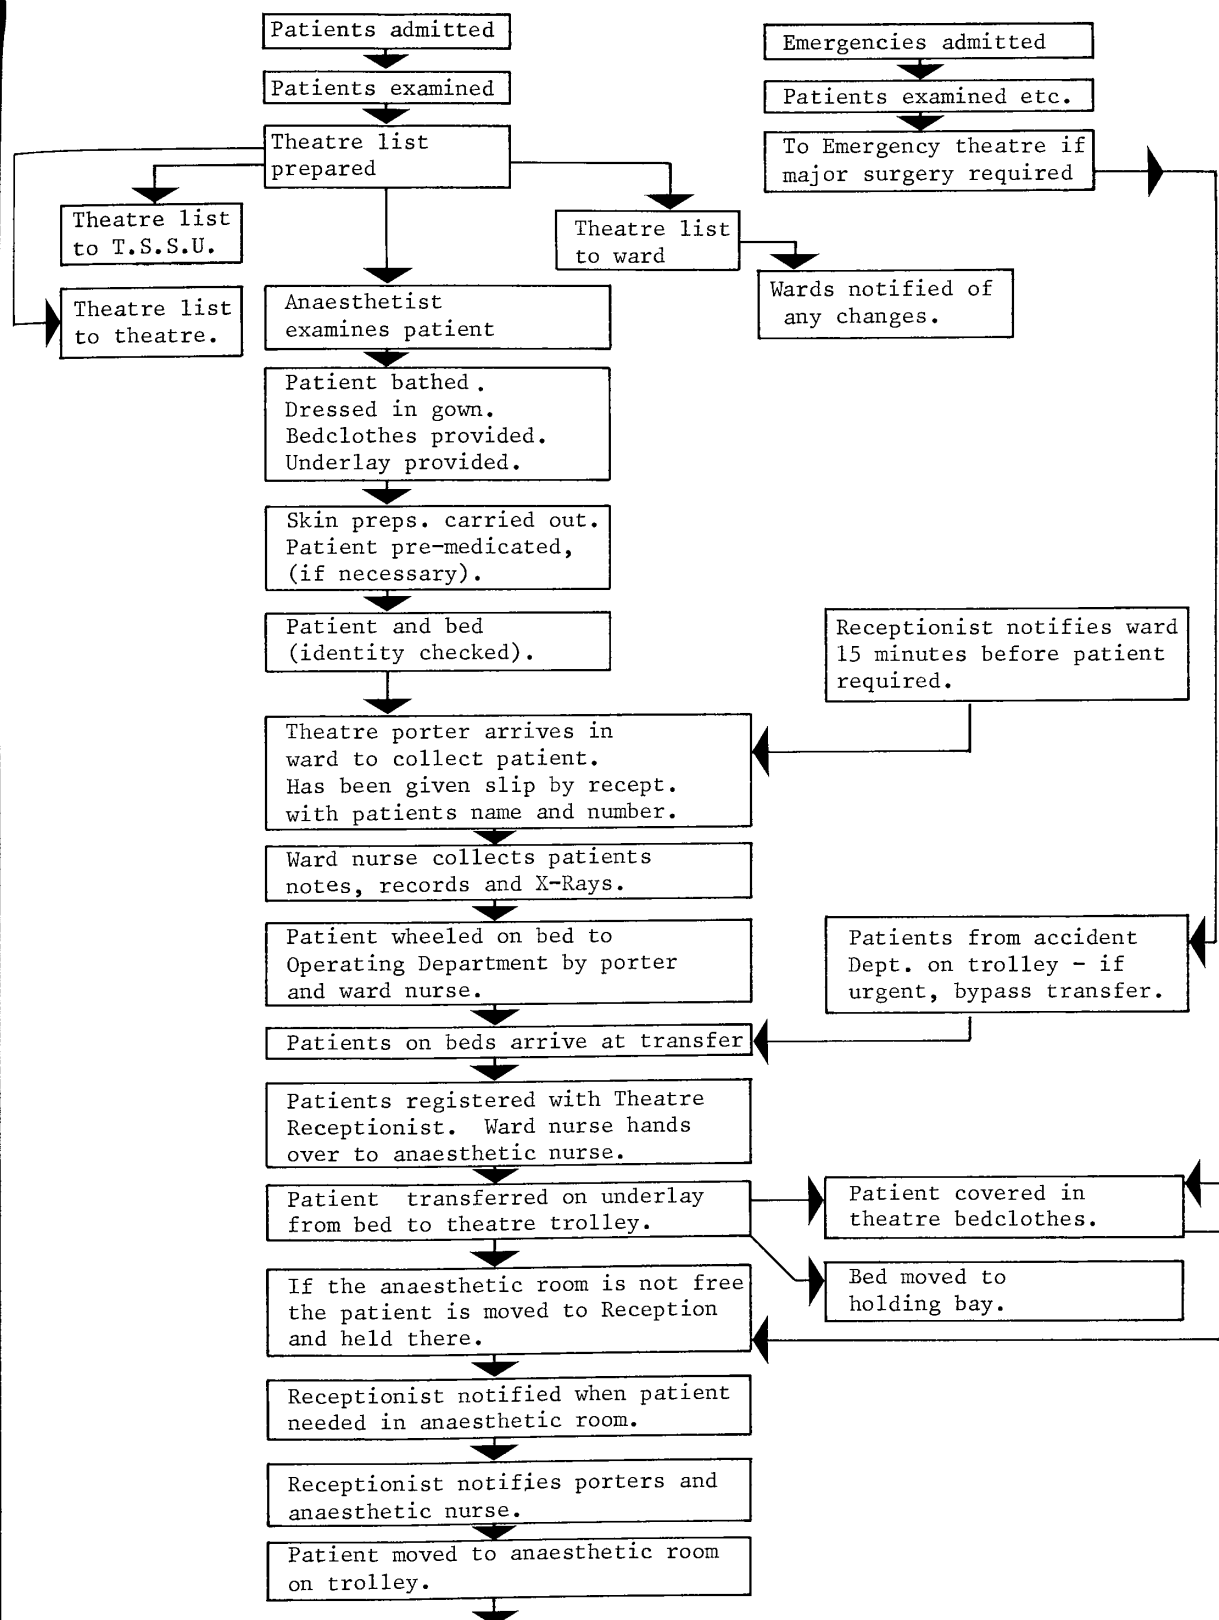 Patients admitted
Patients examined
Theatre list
prepared
Theatre list
to T.S.S.U.
Theatre list
to theatre.
Theatre list
to ward
Wards notified of
any changes.
Emergencies admitted
Patients examined etc.
To Emergency theatre if
major surgery required
Anaesthetist
examines patient
Patient bathed.
Dressed in gown.
Bedclothes provided.
Underlay provided.
Skin preps. carried out.
Patient pre-medicated,
(if necessary).
Patient and bed
(identity checked).
Receptionist notifies ward
15 minutes before patient
required.
Theatre porter arrives in
ward to collect patient.
Has been given slip by recept.
with patients name and number.
Ward nurse collects patients
notes, records and X-Rays.
Patient wheeled on bed to
Operating Department by porter
and ward nurse.
Patients from accident
Dept. on trolley - if
urgent, bypass transfer.
Patients on beds arrive at transfer
Patients registered with Theatre
Receptionist. Ward nurse hands
over to anaesthetic nurse.
Patient transferred on underlay
from bed to theatre trolley.
Patient covered in
theatre bedclothes.
Bed moved to
holding bay.
If the anaesthetic room is not free
the patient is moved to Reception
and held there.
Receptionist notified when patient
needed in anaesthetic room.
Receptionist notifies porters and
anaesthetic nurse.
Patient moved to anaesthetic room
on trolley.